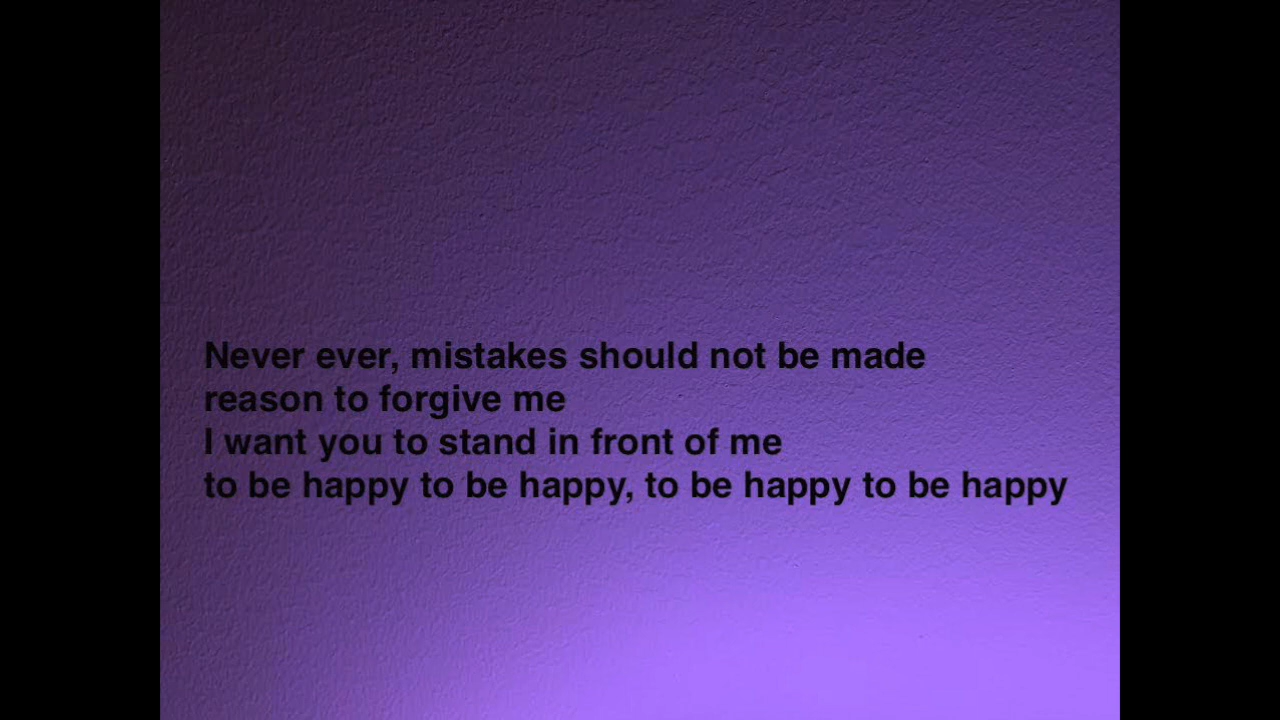 Never ever, mistakes should not be made
reason to forgive me
I want you to stand in front of me
to be happy to be happy, to be happy to be happy